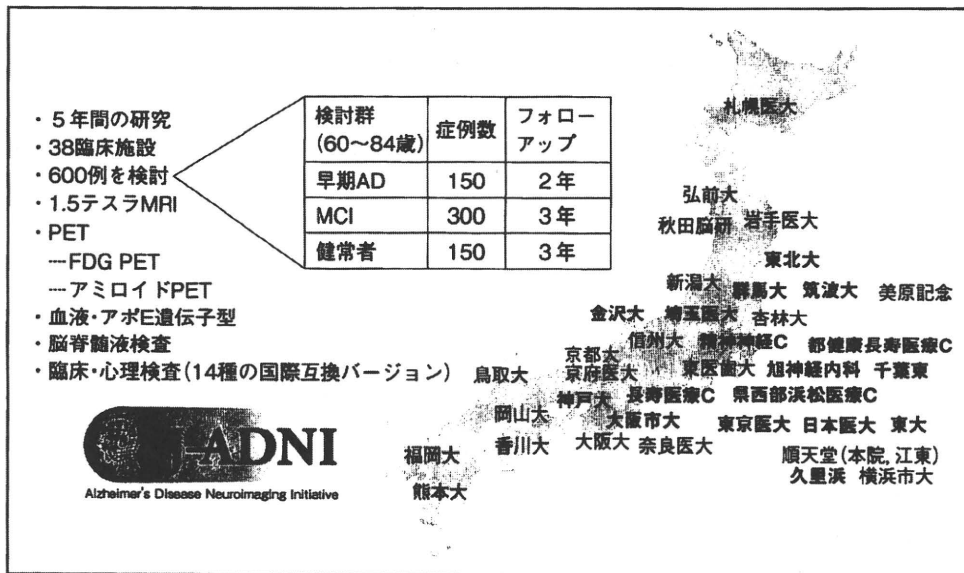 ・5年間の研究
・38臨床施設
・600例を検討
・1.5テスラMRI
・PET
---FDG PET
---アミロイドPET
・血液・アポE遺伝子型
・脳脊髄液検査
・臨床・心理検査(14種の国際互換バージョン)
検討群 (60〜84歳) 症例数 フォローアップ
早期AD 150 2年
MCI 300 3年
健常者 150 3年
札幌医大
弘前大
秋田脳研 岩手医大
東北大
新潟大 群馬大 筑波大 美原記念
金沢大 埼玉医大 杏林大
信州大 精神神経C 都健康長寿医療C
京都大
鳥取大 京府医大 東医歯大 旭神経内科 千葉東
神戸大 長寿医療C 県西部浜松医療C
岡山大 大阪市大 東京医大 日本医大 東大
香川大 大阪大 奈良医大 順天堂(本院,江東)
福岡大 久里浜 横浜市大
熊本大
J-ADNI
Alzheimer's Disease Neuroimaging Initiative